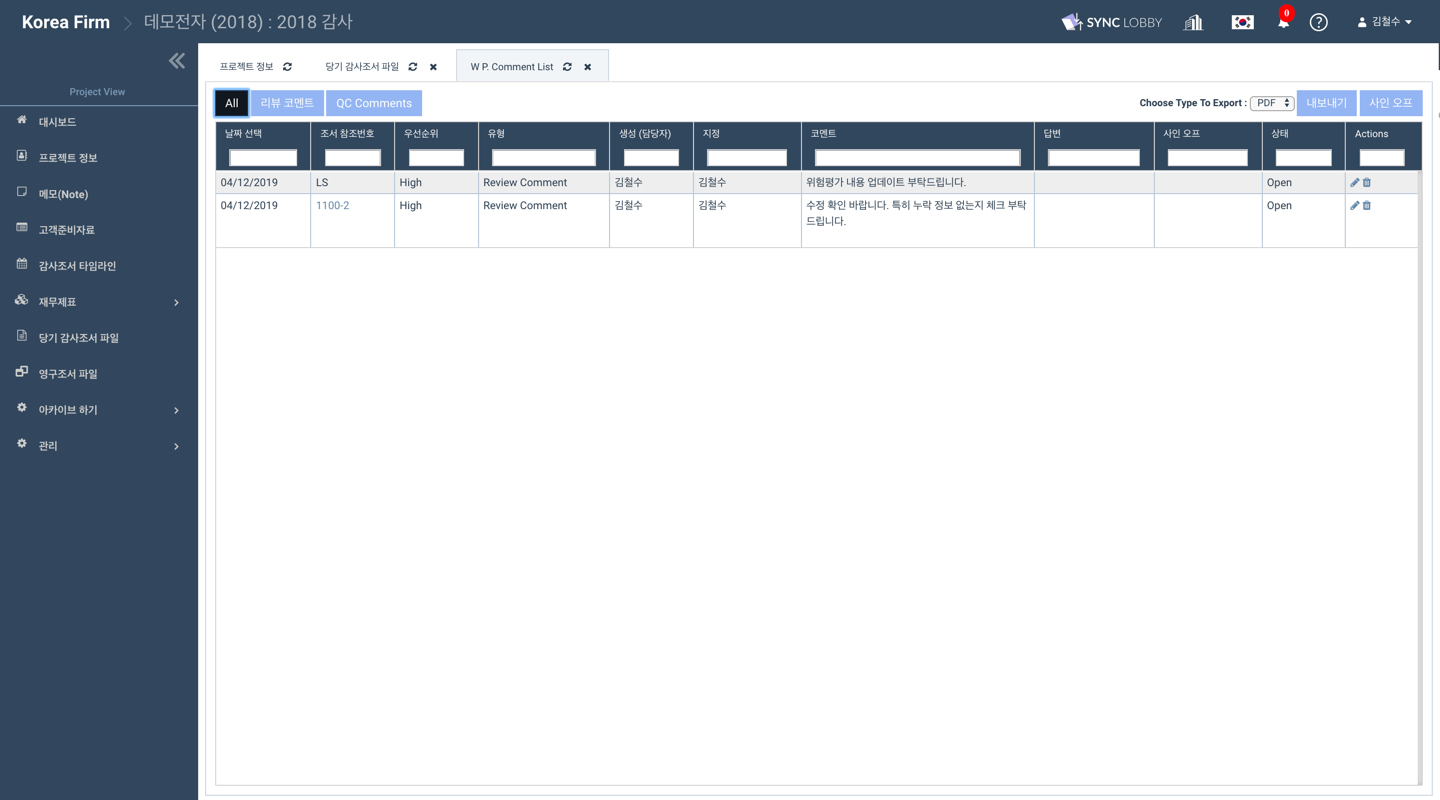 Korea Firm
데모전자 (2018) : 2018 감사
SYNC LOBBY
0
김철수
Project View
대시보드
프로젝트 정보
메모(Note)
고객준비자료
감사조서 타임라인
재무제표
당기 감사조서 파일
영구조서 파일
아카이브 하기
관리
프로젝트 정보
당기 감사조서 파일
W P. Comment List
All
리뷰 코멘트
QC Comments
Choose Type To Export :
PDF
내보내기
사인 오프
날짜 선택
조서 참조번호
우선순위
유형
생성 (담당자)
지정
코멘트
답변
사인 오프
상태
Actions
04/12/2019
LS
High
Review Comment
김철수
김철수
위험평가 내용 업데이트 부탁드립니다.
Open
04/12/2019
1100-2
High
Review Comment
김철수
김철수
수정 확인 바랍니다. 특히 누락 정보 없는지 체크 부탁
드립니다.
Open